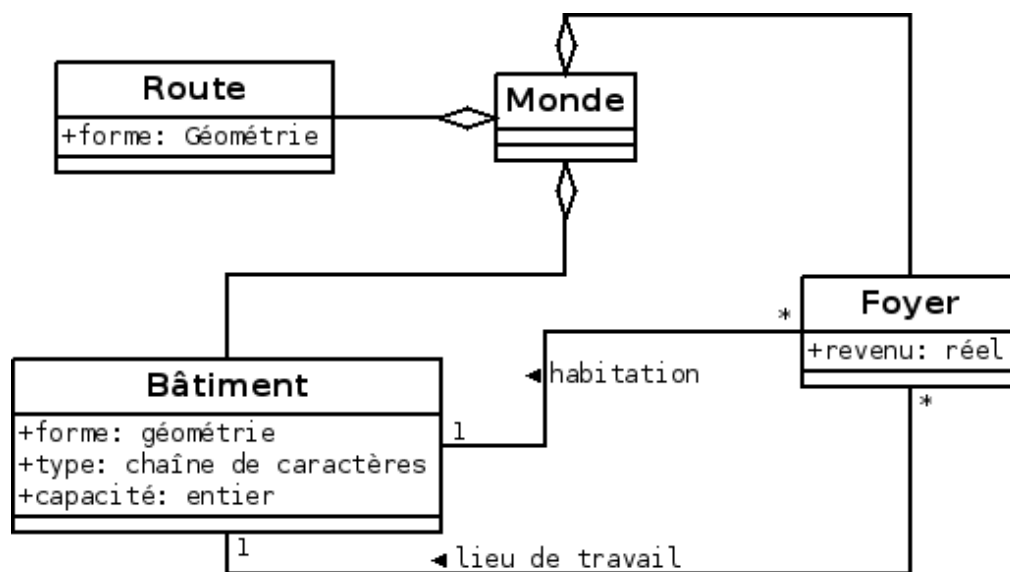 Route
+forme: Géométrie
Monde
Foyer
+revenu: réel
*
*
◄ habitation
Bâtiment
+forme: géométrie
+type: chaîne de caractères
+capacité: entier
1
1
◄ lieu de travail